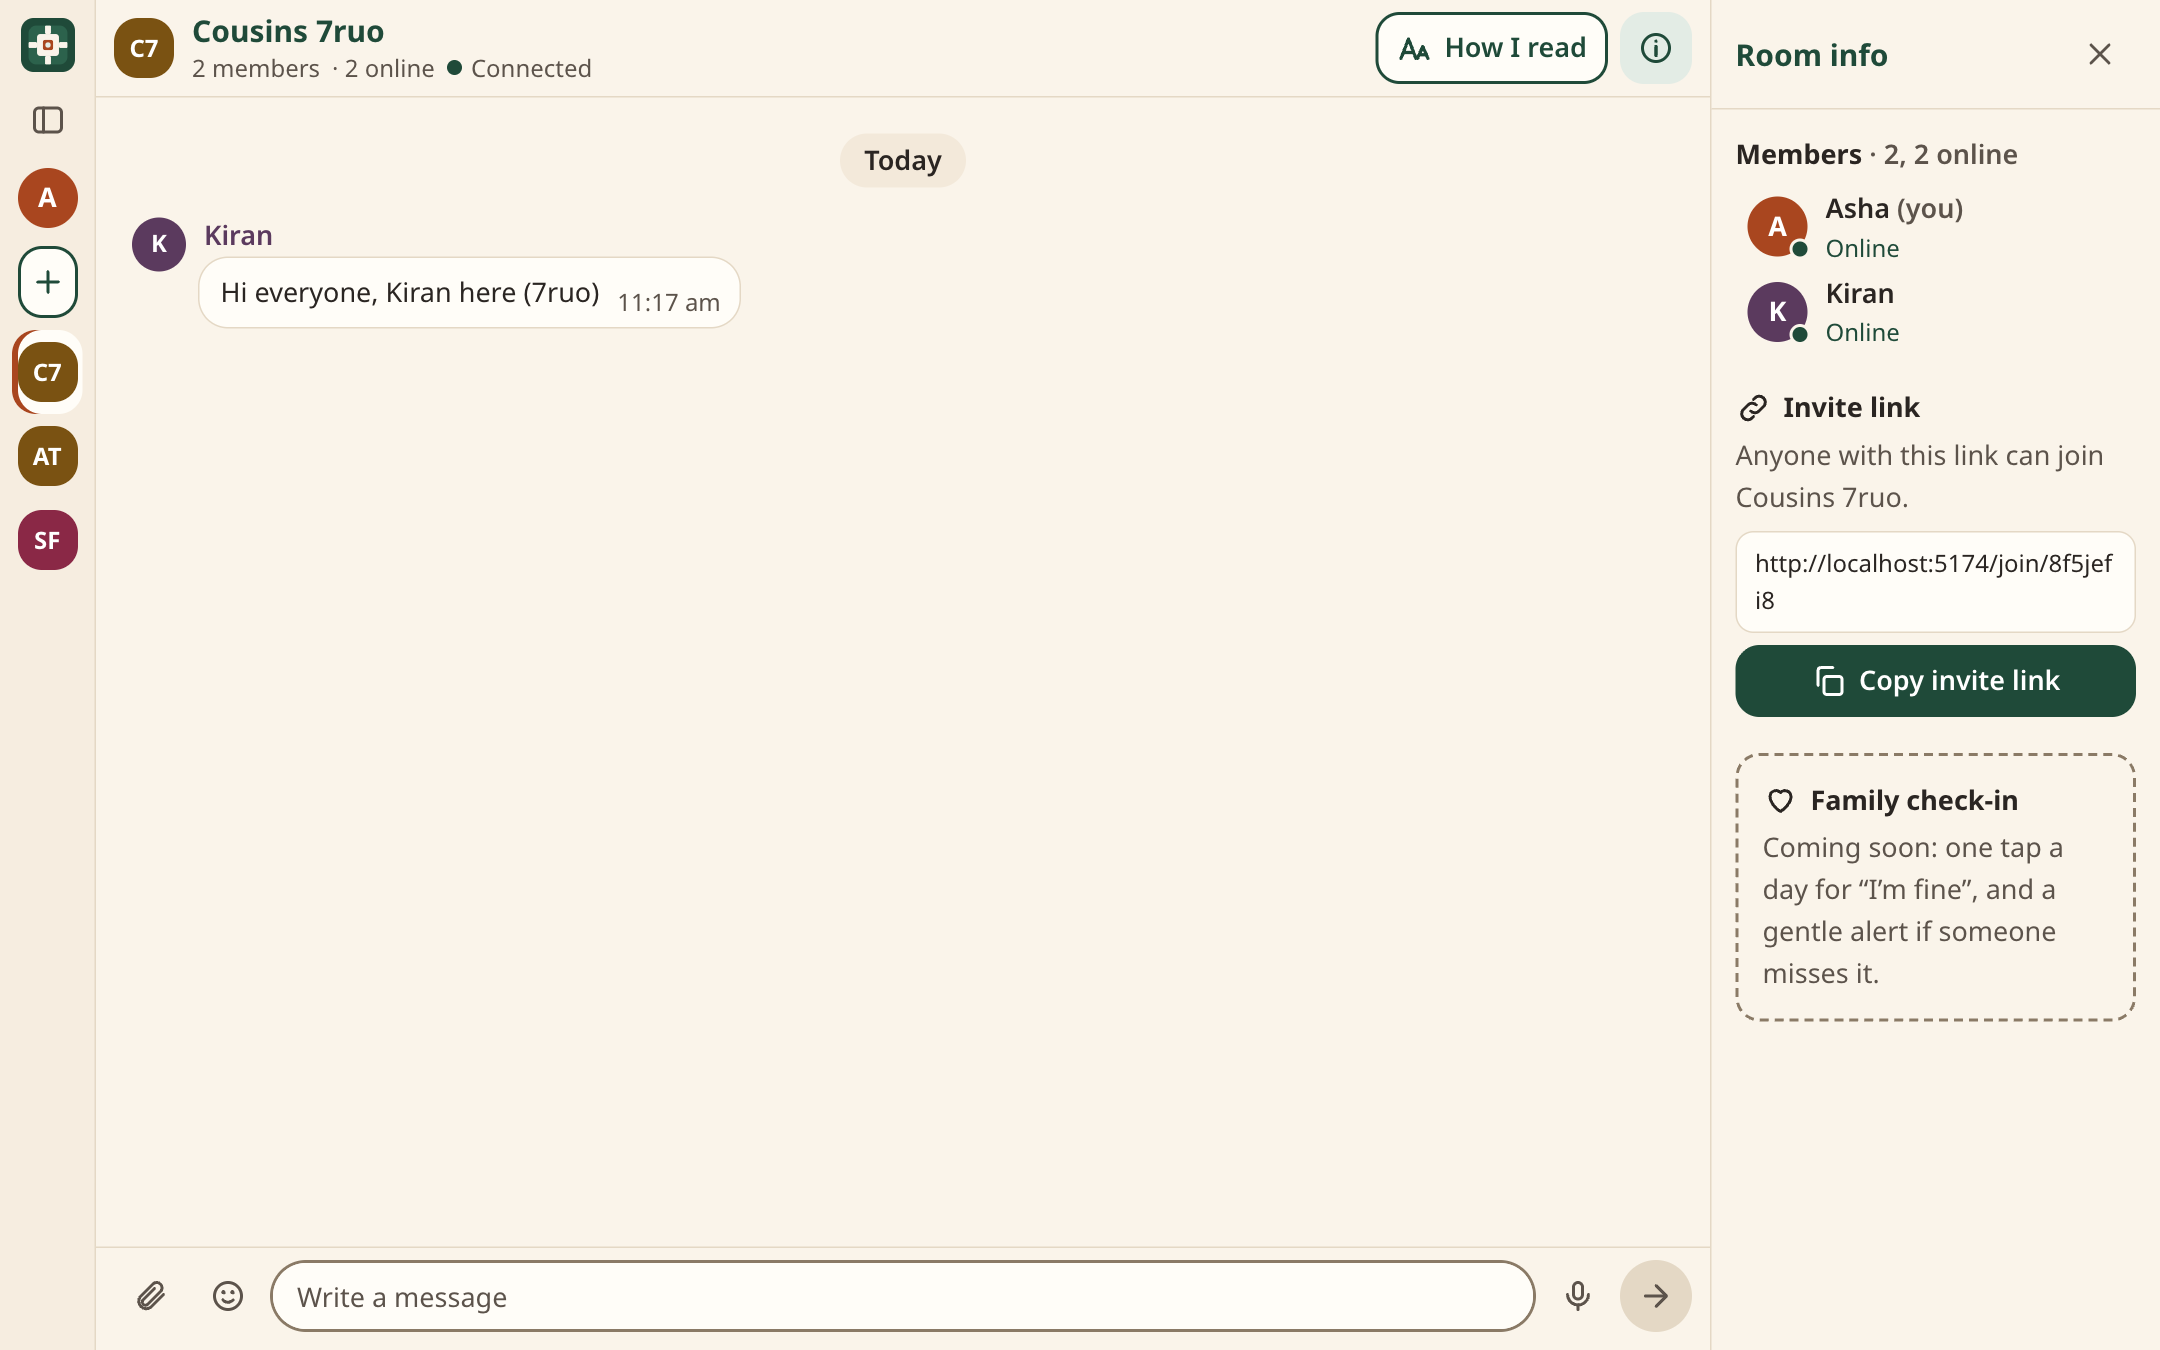 A
C7
AT
SF
C7
Cousins 7ruo
2 members · 2 online Connected
How I read
Today
K
Kiran
Hi everyone, Kiran here (7ruo) 11:17 am
Write a message
Room info
Members · 2, 2 online
A
Asha (you)
Online
K
Kiran
Online
Invite link
Anyone with this link can join
Cousins 7ruo.
http://localhost:5174/join/8f5jef
i8
Copy invite link
Family check-in
Coming soon: one tap a
day for “I’m fine”, and a
gentle alert if someone
misses it.